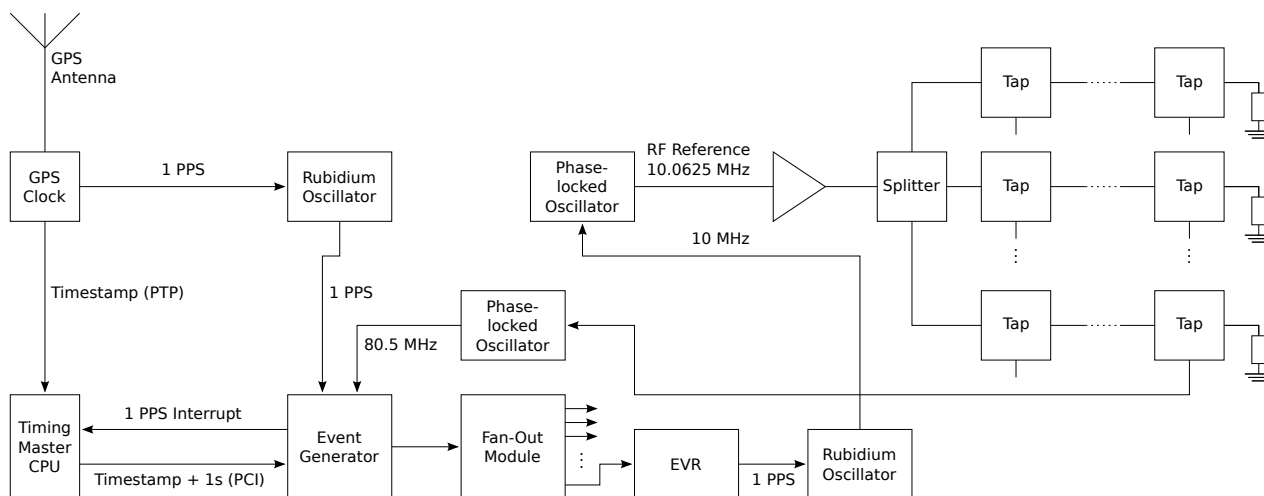 GPS
Antenna
GPS
Clock
1 PPS
Rubidium
Oscillator
Phase-
locked
Oscillator
RF Reference
10.0625 MHz
Splitter
Tap
Tap
Tap
Tap
Tap
Tap
10 MHz
Timestamp (PTP)
1 PPS
80.5 MHz
Phase-
locked
Oscillator
Timing
Master
CPU
1 PPS Interrupt
Timestamp + 1s (PCI)
Event
Generator
Fan-Out
Module
EVR
1 PPS
Rubidium
Oscillator